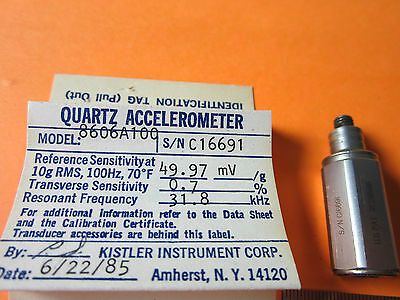 IDENTIFICATION TAG (Pull Out)
QUARTZ ACCELEROMETER
MODEL: 8606A100 S/N C16691
Reference Sensitivity at
10g RMS, 100Hz, 70°F 49.97 mV /g
Transverse Sensitivity 0.7 %
Resonant Frequency 31.8 kHz
For additional Information refer to the Data Sheet
and the Calibration Certificate.
Transducer accessories are behind this label.
By: KISTLER INSTRUMENT CORP.
Date: 6/22/85 Amherst, N.Y. 14120
S/N C16691